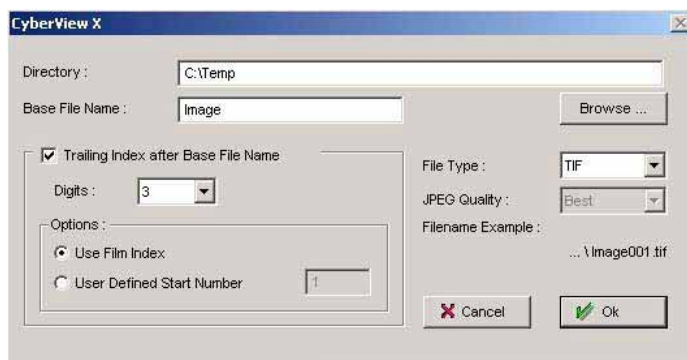 CyberView X
Directory :
C:\Temp
Base File Name :
Image
Browse ...
Trailing Index after Base File Name
Digits :
3
Options :
Use Film Index
User Defined Start Number
1
File Type :
TIF
JPEG Quality :
Best
Filename Example :
... \Image001.tif
Cancel
Ok